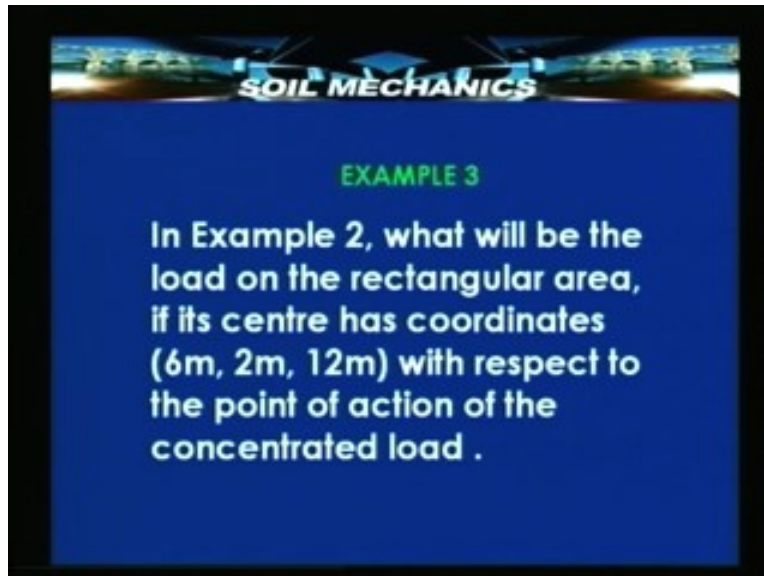 SOIL MECHANICS
EXAMPLE 3
In Example 2, what will be the
load on the rectangular area,
if its centre has coordinates
(6m, 2m, 12m) with respect to
the point of action of the
concentrated load .